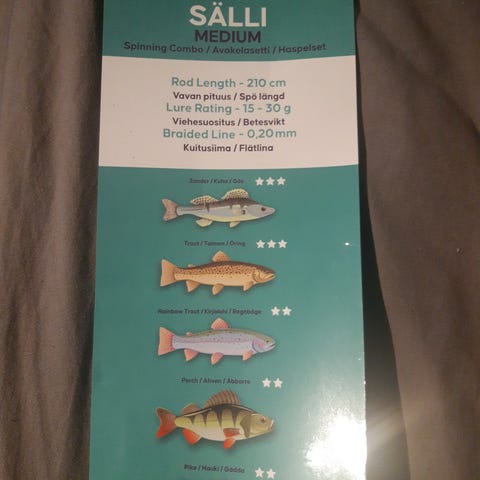 SÄLLI
MEDIUM
Spinning Combo / Avokelasetti / Haspelset
Rod Length - 210 cm
Vavan pituus / Spö längd
Lure Rating - 15 - 30 g
Viehesuositus / Betesvikt
Braided Line - 0,20mm
Kuitusiima / Flätlina
Zander / Kuha / Gös
Trout / Taimen / Öring
Rainbow Trout / Kirjolohi / Regnbåge
Perch / Ahven / Abborre
Pike / Hauki / Gädda